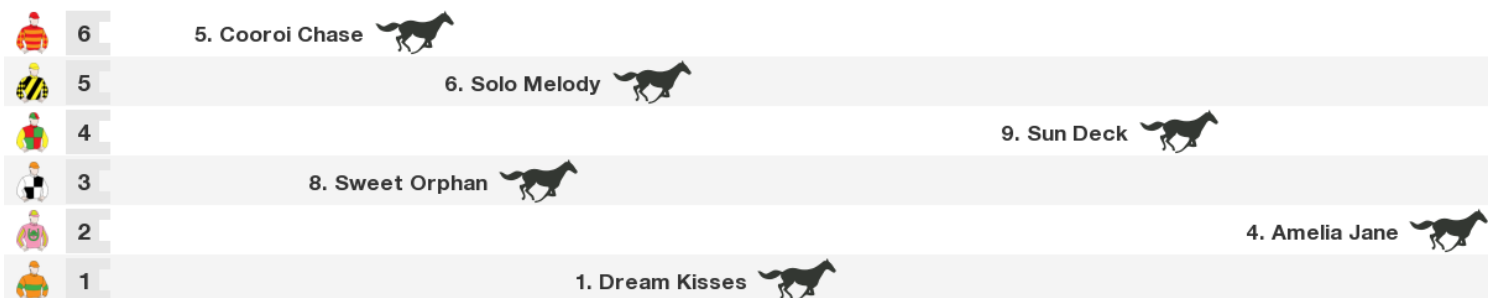 6 5. Cooroi Chase
5 6. Solo Melody
4 9. Sun Deck
3 8. Sweet Orphan
2 4. Amelia Jane
1 1. Dream Kisses